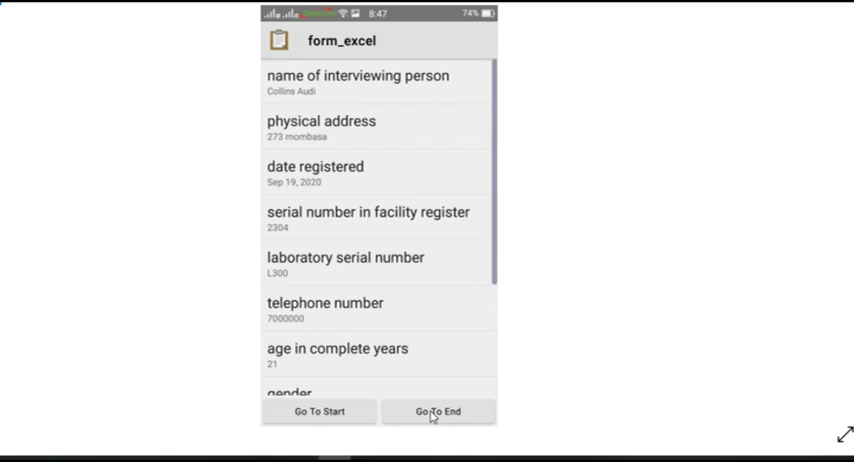 8:47 74%
form_excel
name of interviewing person
Collins Audi
physical address
273 mombasa
date registered
Sep 19, 2020
serial number in facility register
2304
laboratory serial number
L300
telephone number
7000000
age in complete years
21
gender
Go To Start Go To End